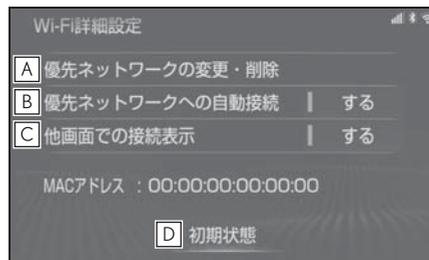 Wi-Fi詳細設定
A 優先ネットワークの変更・削除
B 優先ネットワークへの自動接続 する
C 他画面での接続表示 する
MACアドレス : 00:00:00:00:00:00
D 初期状態